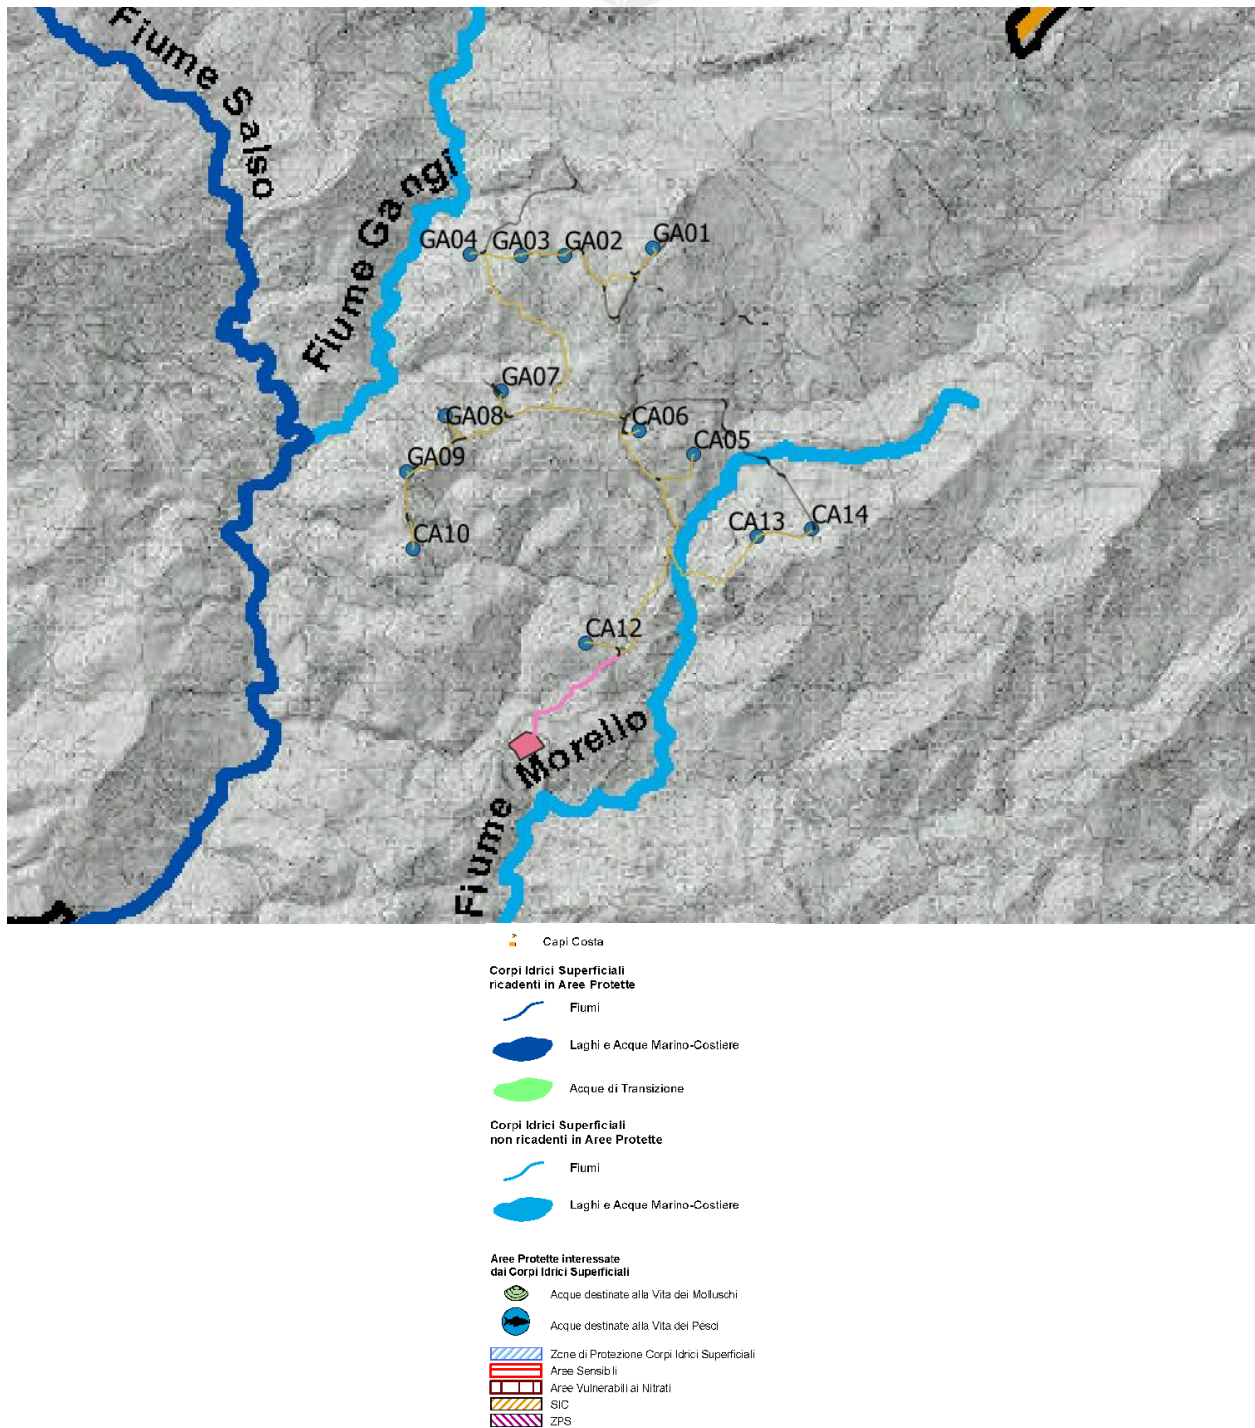 Fiume Salso
Fiume Gangi
GA04
GA03
GA02
GA01
GA07
GA08
CA06
CA05
GA09
CA10
CA13
CA14
CA12
Fiume Morello
Capi Costa
Corpi Idrici Superficiali
ricadenti in Aree Protette
Fiumi
Laghi e Acque Marino-Costiere
Acque di Transizione
Corpi Idrici Superficiali
non ricadenti in Aree Protette
Fiumi
Laghi e Acque Marino-Costiere
Aree Protette interessate
dai Corpi Idrici Superficiali
Acque destinate alla Vita dei Molluschi
Acque destinate alla Vita dei Pesci
Zone di Protezione Corpi Idrici Superficiali
Aree Sensibli
Aree Vulnerabili ai Nitrati
SIC
ZPS